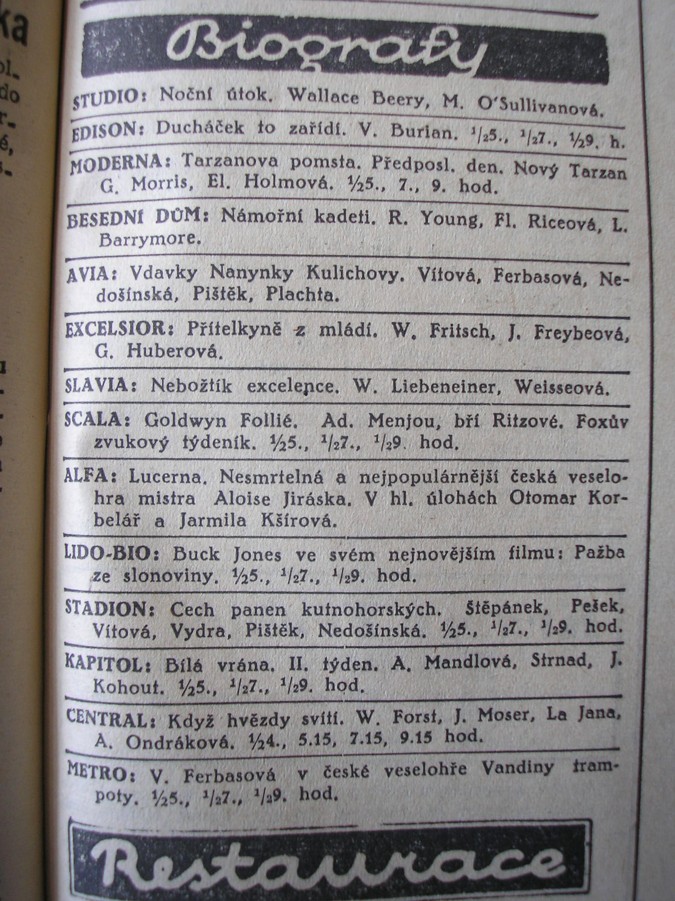 Biografy
STUDIO: Noční útok. Wallace Beery, M. O'Sullivanová.
EDISON: Ducháček to zařídí. V. Burian. ½5., ½7., ½9. h.
MODERNA: Tarzanova pomsta. Předposl. den. Nový Tarzan
G. Morris, El. Holmová. ½5., 7., 9. hod.
BESEDNÍ DŮM: Námořní kadeti. R. Young, Fl. Riceová, L.
Barrymore.
AVIA: Vdavky Nanynky Kulichovy. Vítová, Ferbasová, Ne-
došínská, Pištěk, Plachta.
EXCELSIOR: Přítelkyně z mládí. W. Fritsch, J. Freybeová,
G. Huberová.
SLAVIA: Nebožtík excelence. W. Liebeneiner, Weisseová.
SCALA: Goldwyn Follié. Ad. Menjou, bří Ritzové. Foxův
zvukový týdeník. ½5., ½7., ½9. hod.
ALFA: Lucerna. Nesmrtelná a nejpopulárnější česká veselo-
hra mistra Aloise Jiráska. V hl. úlohách Otomar Kor-
belář a Jarmila Kšírová.
LIDO-BIO: Buck Jones ve svém nejnovějším filmu: Pažba
ze slonoviny. ½5., ½7., ½9. hod.
STADION: Cech panen kutnohorských. Štěpánek, Pešek,
Vítová, Vydra, Pištěk, Nedošínská. ½5., ½7., ½9. hod.
KAPITOL: Bílá vrána. II. týden. A. Mandlová, Strnad, J.
Kohout. ½5., ½7., ½9. hod.
CENTRAL: Když hvězdy svítí. W. Forst, J. Moser, La Jana,
A. Ondráková. ½4., 5.15, 7.15, 9.15 hod.
METRO: V. Ferbasová v české veselohře Vandiny tram-
poty. ½5., ½7., ½9. hod.
Restaurace